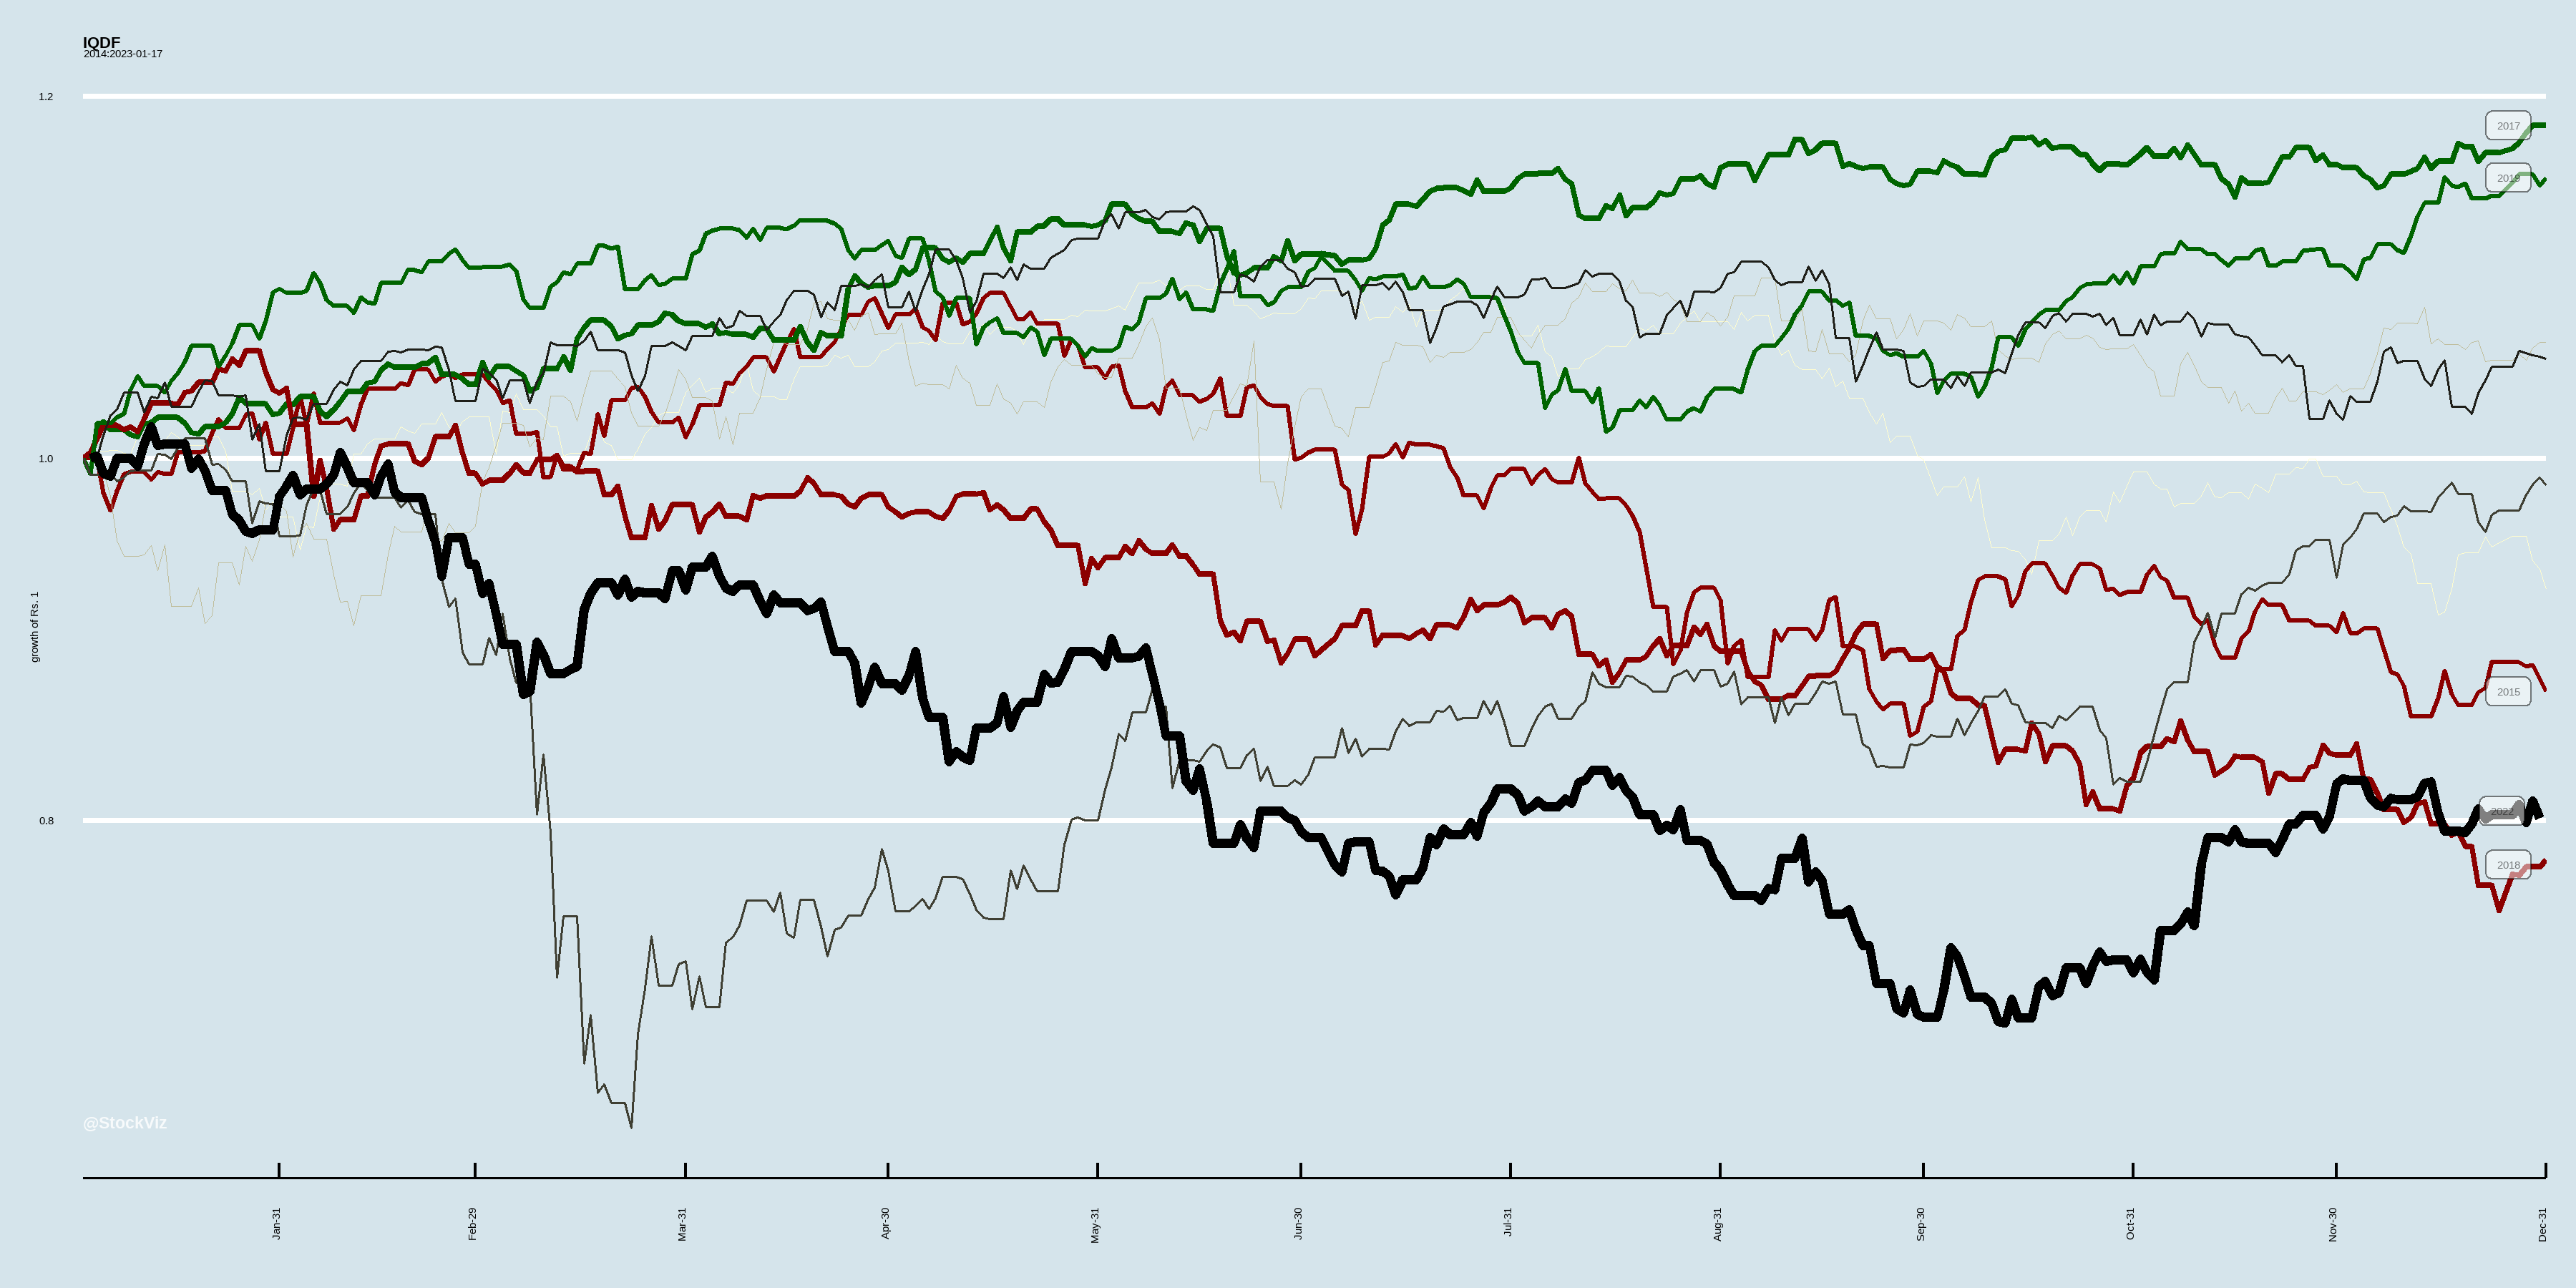 IQDF
2014:2023-01-17
1.2
1.0
0.8
growth of Rs. 1
2017
2019
2015
2022
2018
@StockViz
Jan-31
Feb-29
Mar-31
Apr-30
May-31
Jun-30
Jul-31
Aug-31
Sep-30
Oct-31
Nov-30
Dec-31